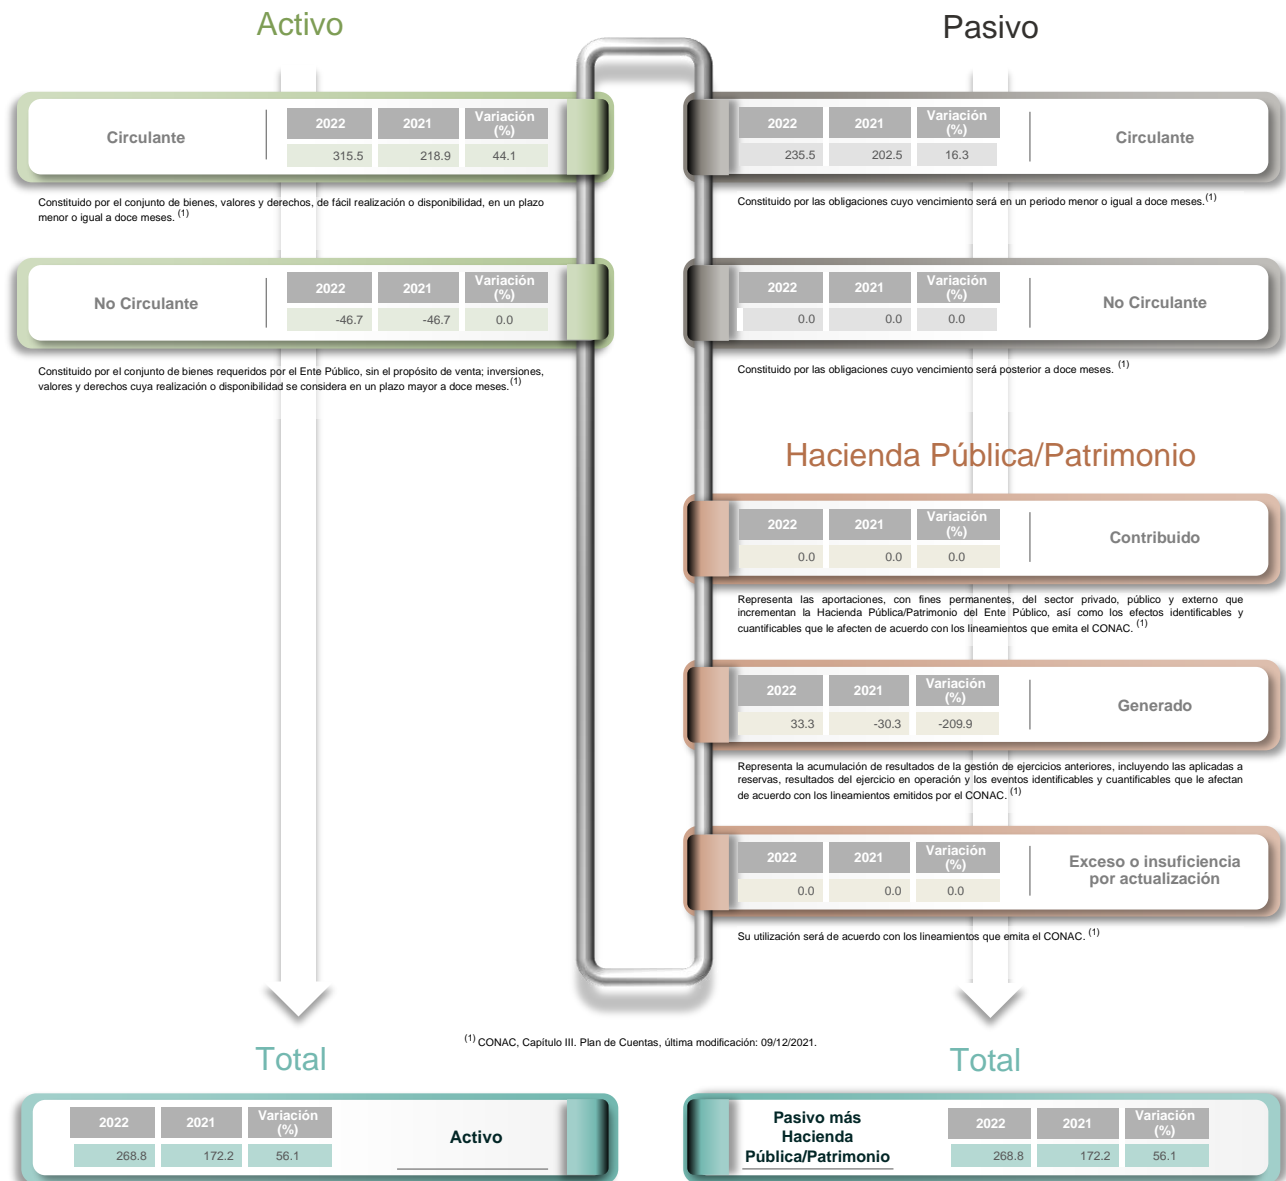 Activo
Circulante
2022 2021 Variación (%)
315.5 218.9 44.1
Constituido por el conjunto de bienes, valores y derechos, de fácil realización o disponibilidad, en un plazo
menor o igual a doce meses. (1)
No Circulante
2022 2021 Variación (%)
-46.7 -46.7 0.0
Constituido por el conjunto de bienes requeridos por el Ente Público, sin el propósito de venta; inversiones,
valores y derechos cuya realización o disponibilidad se considera en un plazo mayor a doce meses. (1)
Pasivo
2022 2021 Variación (%)
235.5 202.5 16.3
Circulante
Constituido por las obligaciones cuyo vencimiento será en un periodo menor o igual a doce meses. (1)
2022 2021 Variación (%)
0.0 0.0 0.0
No Circulante
Constituido por las obligaciones cuyo vencimiento será posterior a doce meses. (1)
Hacienda Pública/Patrimonio
2022 2021 Variación (%)
0.0 0.0 0.0
Contribuido
Representa las aportaciones, con fines permanentes, del sector privado, público y externo que
incrementan la Hacienda Pública/Patrimonio del Ente Público, así como los efectos identificables y
cuantificables que le afecten de acuerdo con los lineamientos que emita el CONAC. (1)
2022 2021 Variación (%)
33.3 -30.3 -209.9
Generado
Representa la acumulación de resultados de la gestión de ejercicios anteriores, incluyendo las aplicadas a
reservas, resultados del ejercicio en operación y los eventos identificables y cuantificables que le afectan
de acuerdo con los lineamientos emitidos por el CONAC. (1)
2022 2021 Variación (%)
0.0 0.0 0.0
Exceso o insuficiencia
por actualización
Su utilización será de acuerdo con los lineamientos que emita el CONAC. (1)
(1) CONAC, Capítulo III. Plan de Cuentas, última modificación: 09/12/2021.
Total
2022 2021 Variación (%)
268.8 172.2 56.1
Activo
Total
Pasivo más
Hacienda
Pública/Patrimonio
2022 2021 Variación (%)
268.8 172.2 56.1